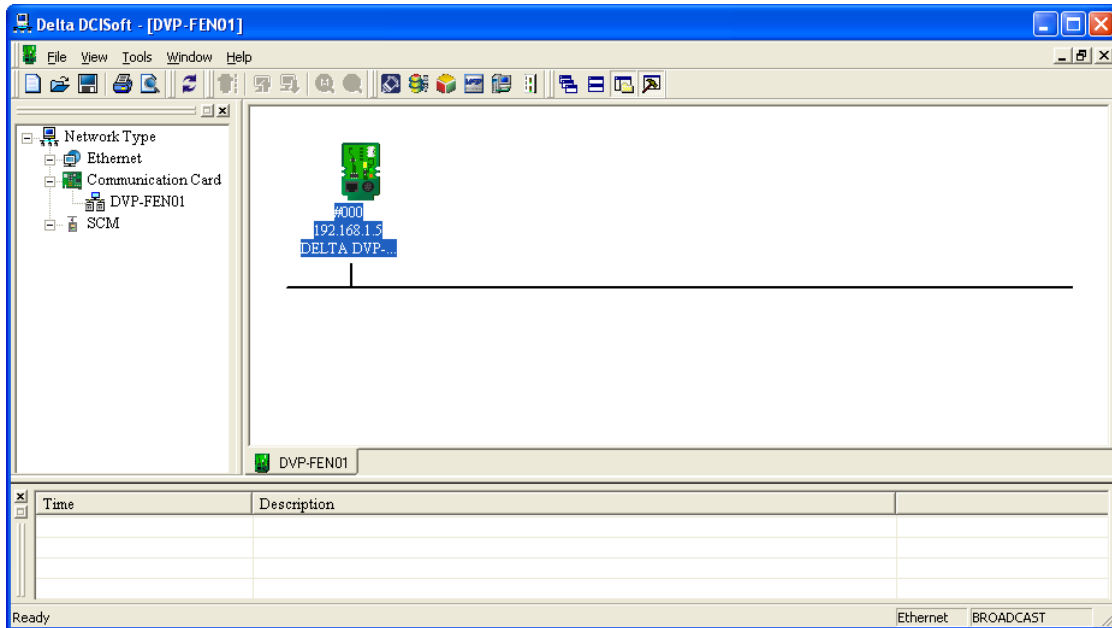 Delta DCISoft - [DVP-FEN01]
File View Tools Window Help
Network Type
Ethernet
Communication Card
DVP-FEN01
SCM
#000
192.168.1.5
DELTA DVP-...
DVP-FEN01
Time Description
Ready Ethernet BROADCAST